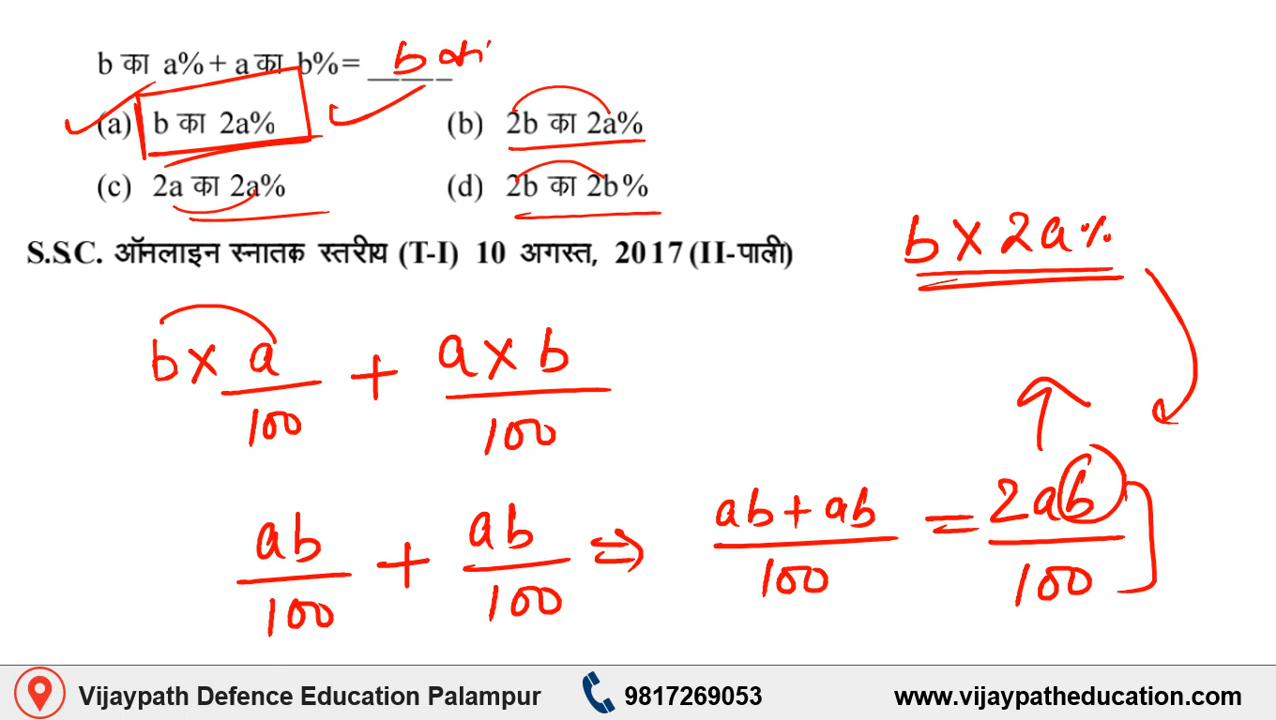 b का a% + a का b% = ____ b का
(a) b का 2a%
(b) 2b का 2a%
(c) 2a का 2a%
(d) 2b का 2b%
S.S.C. ऑनलाइन स्नातक स्तरीय (T-I) 10 अगस्त, 2017 (II-पाली)
b × 2a%
b × a/100 + a × b/100
ab/100 + ab/100 ⇒ ab + ab/100 = 2ab/100
Vijaypath Defence Education Palampur 9817269053 www.vijaypatheducation.com